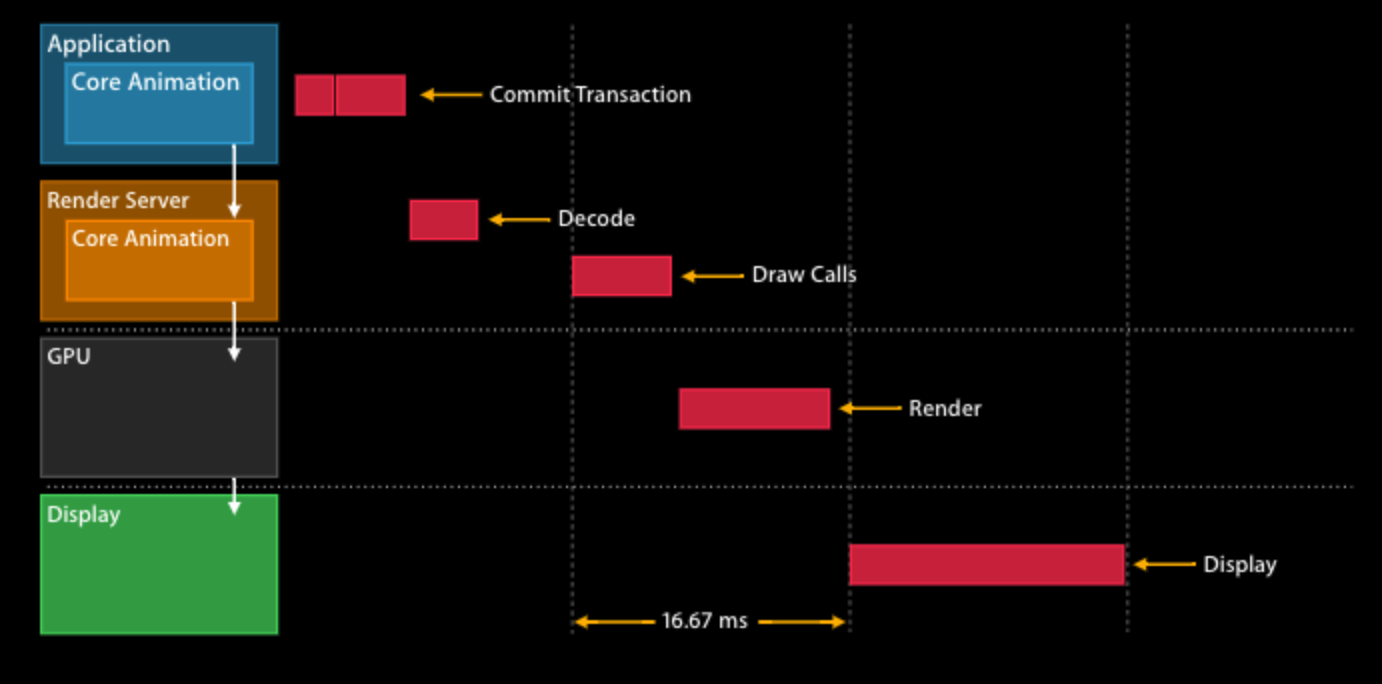 Application
Core Animation
Commit Transaction
Render Server
Core Animation
Decode
Draw Calls
GPU
Render
Display
Display
16.67 ms